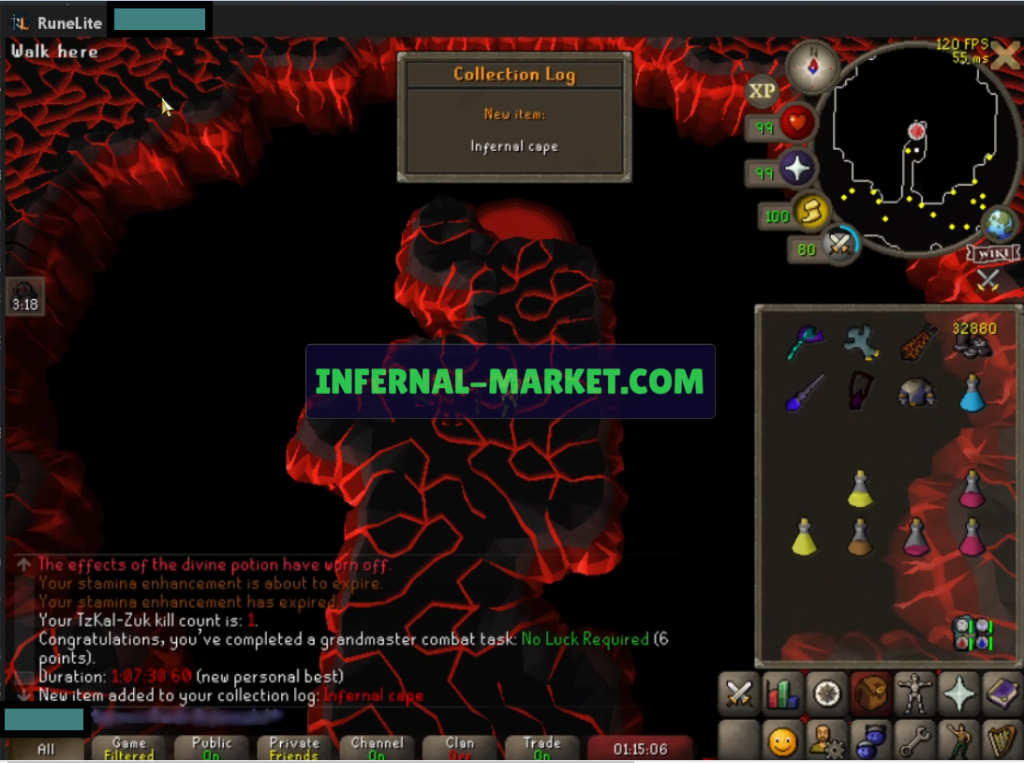 RuneLite
Walk here
120 FPS
55 ms
Collection Log
New item:
Infernal cape
N
XP
99
99
100
80
WIKI
3:18
32880
INFERNAL-MARKET.COM
The effects of the divine potion have worn off.
Your stamina enhancement is about to expire.
Your stamina enhancement has expired.
Your TzKal-Zuk kill count is: 1.
Congratulations, you've completed a grandmaster combat task: No Luck Required (6
points).
Duration: 1:07:30.60 (new personal best)
New item added to your collection log: Infernal cape
All
Game
Filtered
Public
On
Private
Friends
Channel
On
Clan
Off
Trade
On
01:15:06